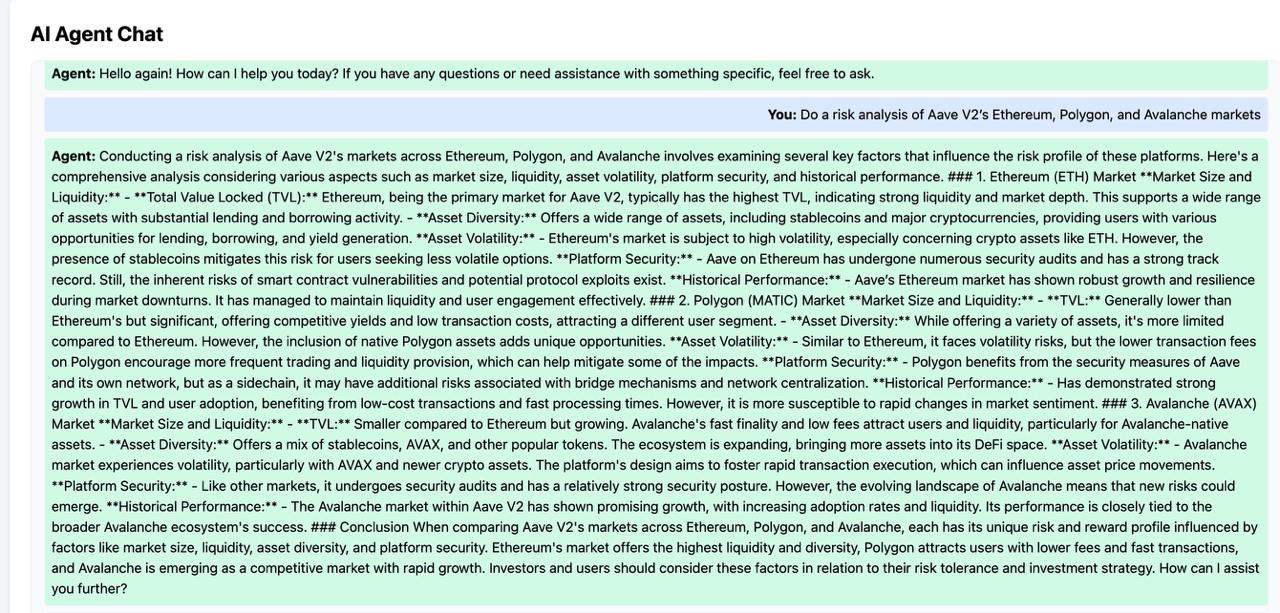 AI Agent Chat
Agent: Hello again! How can I help you today? If you have any questions or need assistance with something specific, feel free to ask.
You: Do a risk analysis of Aave V2’s Ethereum, Polygon, and Avalanche markets
Agent: Conducting a risk analysis of Aave V2's markets across Ethereum, Polygon, and Avalanche involves examining several key factors that influence the risk profile of these platforms. Here's a
comprehensive analysis considering various aspects such as market size, liquidity, asset volatility, platform security, and historical performance. ### 1. Ethereum (ETH) Market **Market Size and
Liquidity:** - **Total Value Locked (TVL):** Ethereum, being the primary market for Aave V2, typically has the highest TVL, indicating strong liquidity and market depth. This supports a wide range
of assets with substantial lending and borrowing activity. - **Asset Diversity:** Offers a wide range of assets, including stablecoins and major cryptocurrencies, providing users with various
opportunities for lending, borrowing, and yield generation. **Asset Volatility:** - Ethereum's market is subject to high volatility, especially concerning crypto assets like ETH. However, the
presence of stablecoins mitigates this risk for users seeking less volatile options. **Platform Security:** - Aave on Ethereum has undergone numerous security audits and has a strong track
record. Still, the inherent risks of smart contract vulnerabilities and potential protocol exploits exist. **Historical Performance:** - Aave’s Ethereum market has shown robust growth and resilience
during market downturns. It has managed to maintain liquidity and user engagement effectively. ### 2. Polygon (MATIC) Market **Market Size and Liquidity:** - **TVL:** Generally lower than
Ethereum's but significant, offering competitive yields and low transaction costs, attracting a different user segment. - **Asset Diversity:** While offering a variety of assets, it's more limited
compared to Ethereum. However, the inclusion of native Polygon assets adds unique opportunities. **Asset Volatility:** - Similar to Ethereum, it faces volatility risks, but the lower transaction fees
on Polygon encourage more frequent trading and liquidity provision, which can help mitigate some of the impacts. **Platform Security:** - Polygon benefits from the security measures of Aave
and its own network, but as a sidechain, it may have additional risks associated with bridge mechanisms and network centralization. **Historical Performance:** - Has demonstrated strong
growth in TVL and user adoption, benefiting from low-cost transactions and fast processing times. However, it is more susceptible to rapid changes in market sentiment. ### 3. Avalanche (AVAX)
Market **Market Size and Liquidity:** - **TVL:** Smaller compared to Ethereum but growing. Avalanche's fast finality and low fees attract users and liquidity, particularly for Avalanche-native
assets. - **Asset Diversity:** Offers a mix of stablecoins, AVAX, and other popular tokens. The ecosystem is expanding, bringing more assets into its DeFi space. **Asset Volatility:** - Avalanche
market experiences volatility, particularly with AVAX and newer crypto assets. The platform's design aims to foster rapid transaction execution, which can influence asset price movements.
**Platform Security:** - Like other markets, it undergoes security audits and has a relatively strong security posture. However, the evolving landscape of Avalanche means that new risks could
emerge. **Historical Performance:** - The Avalanche market within Aave V2 has shown promising growth, with increasing adoption rates and liquidity. Its performance is closely tied to the
broader Avalanche ecosystem's success. ### Conclusion When comparing Aave V2's markets across Ethereum, Polygon, and Avalanche, each has its unique risk and reward profile influenced by
factors like market size, liquidity, asset diversity, and platform security. Ethereum's market offers the highest liquidity and diversity, Polygon attracts users with lower fees and fast transactions,
and Avalanche is emerging as a competitive market with rapid growth. Investors and users should consider these factors in relation to their risk tolerance and investment strategy. How can I assist
you further?